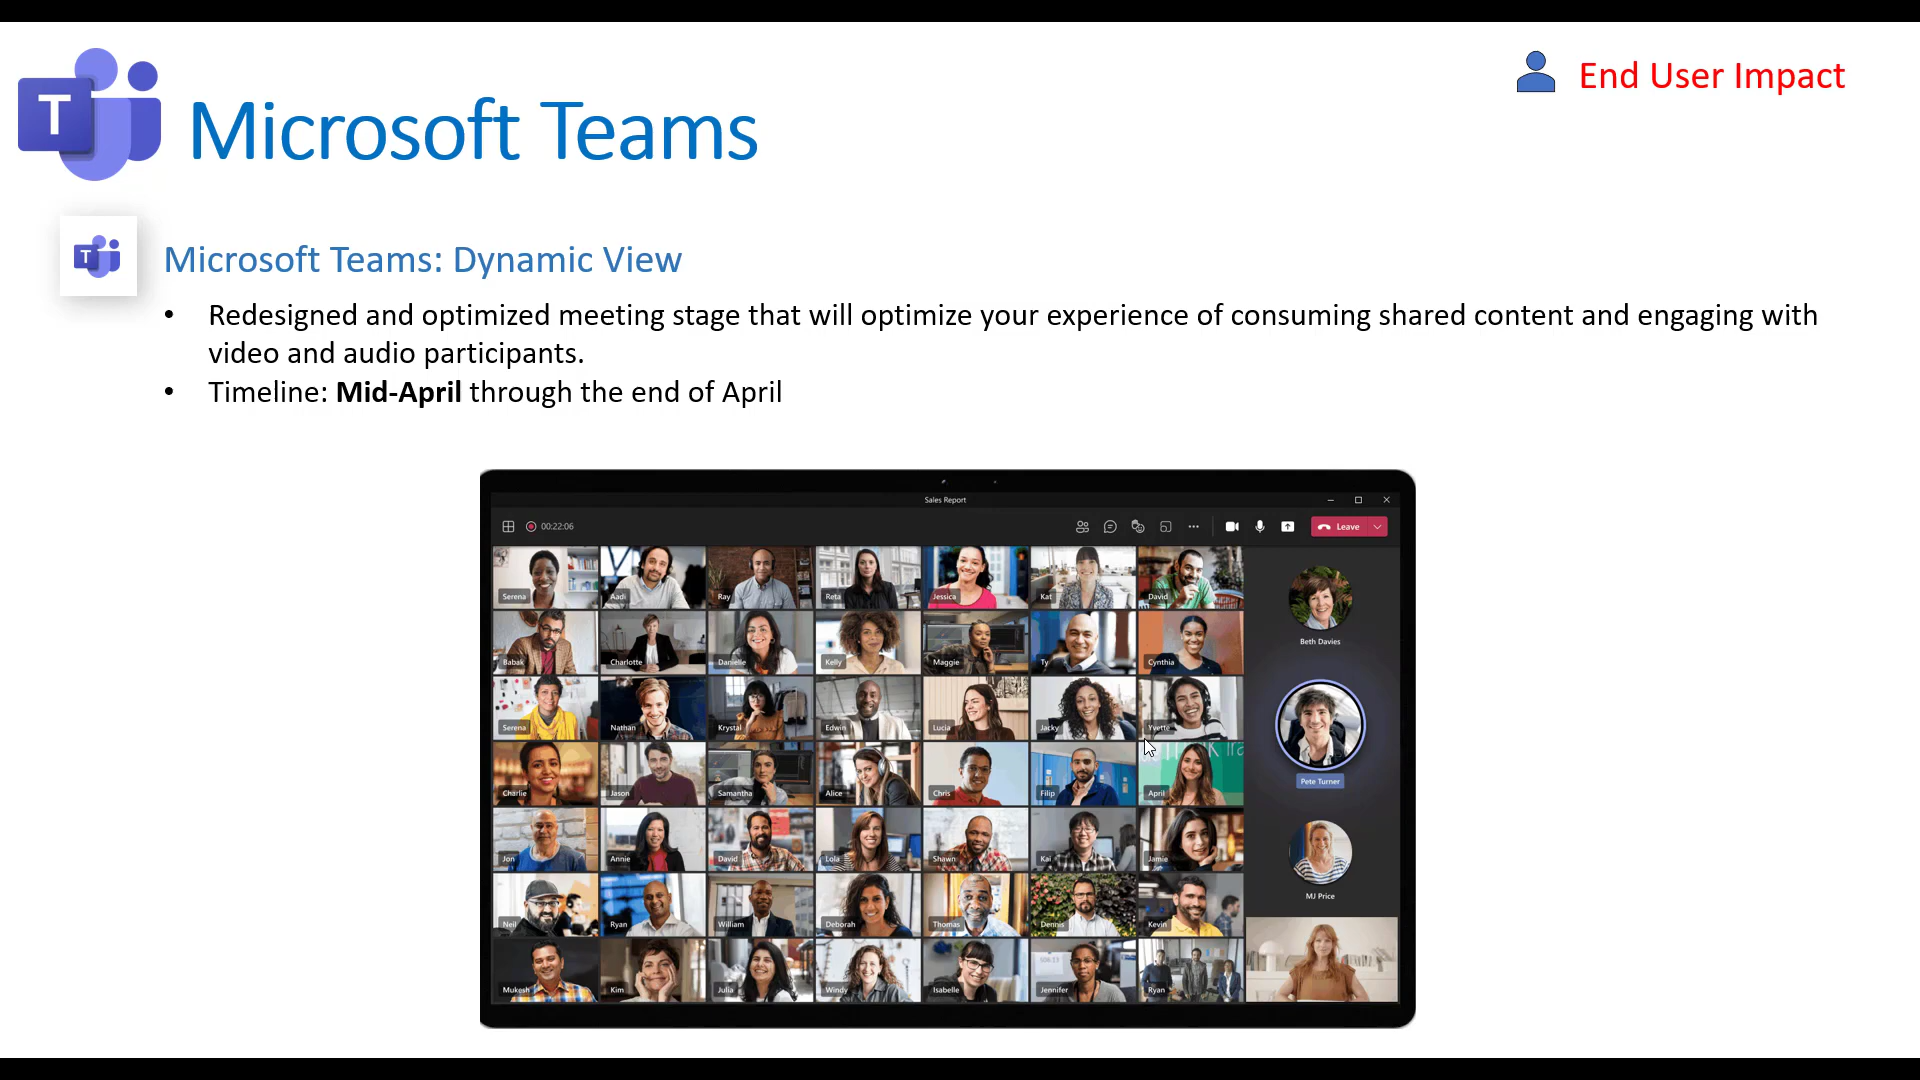 T
Microsoft Teams
End User Impact
T
Microsoft Teams: Dynamic View
• Redesigned and optimized meeting stage that will optimize your experience of consuming shared content and engaging with
video and audio participants.
• Timeline: Mid-April through the end of April
Sales Report
00:22:06
Leave
Serena Aadi Ray Reta Jessica Kat David
Beth Davies
Babak Charlotte Danielle Kelly Maggie Ty Cynthia
Serena Nathan Krystal Edwin Lucia Jacky Yvette
Pete Turner
Charlie Jason Samantha Alice Chris Filip April
Jon Annie David Lola Shawn Kai Jamie
MJ Price
Neil Ryan William Deborah Thomas Dennis Kevin
Mukesh Kim Julia Windy Isabelle Jennifer Ryan